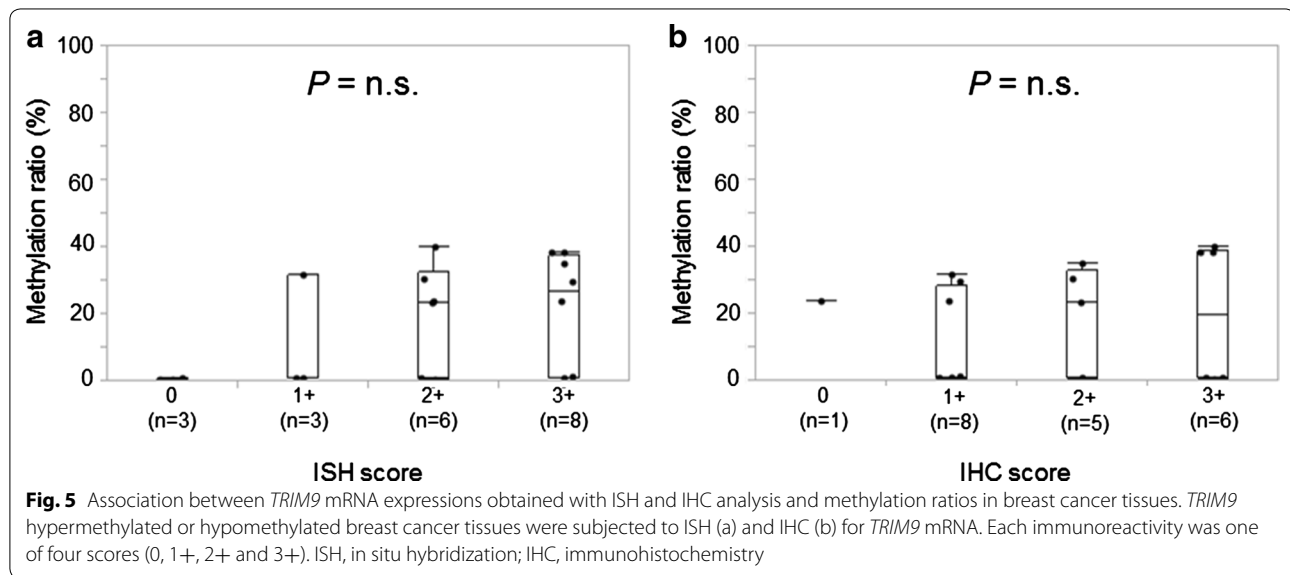 a
100
80
60
40
20
0
Methylation ratio (%)
P = n.s.
0 1+ 2+ 3+
(n=3) (n=3) (n=6) (n=8)
ISH score
b
100
80
60
40
20
0
Methylation ratio (%)
P = n.s.
0 1+ 2+ 3+
(n=1) (n=8) (n=5) (n=6)
IHC score
Fig. 5 Association between TRIM9 mRNA expressions obtained with ISH and IHC analysis and methylation ratios in breast cancer tissues. TRIM9
hypermethylated or hypomethylated breast cancer tissues were subjected to ISH (a) and IHC (b) for TRIM9 mRNA. Each immunoreactivity was one
of four scores (0, 1+, 2+ and 3+). ISH, in situ hybridization; IHC, immunohistochemistry